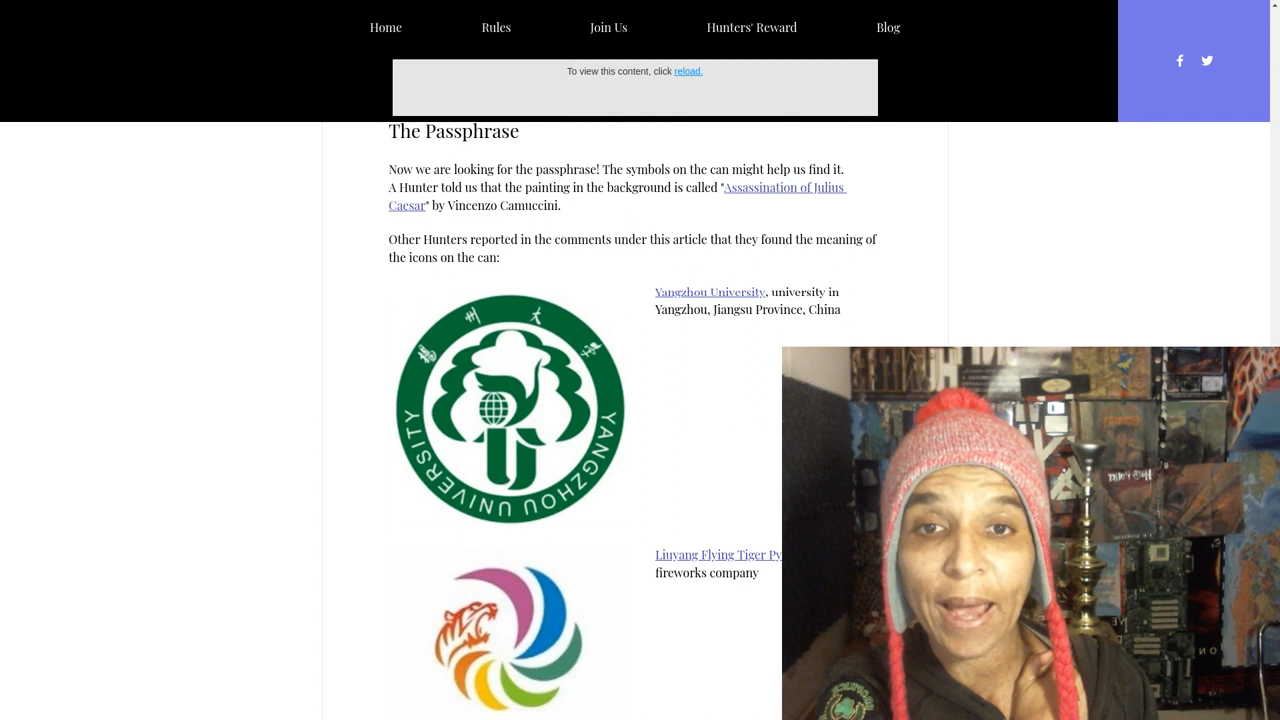 Home Rules Join Us Hunters' Reward Blog
To view this content, click reload.
The Passphrase
Now we are looking for the passphrase! The symbols on the can might help us find it.
A Hunter told us that the painting in the background is called "Assassination of Julius
Caesar" by Vincenzo Camuccini.
Other Hunters reported in the comments under this article that they found the meaning of
the icons on the can:
Yangzhou University, university in
Yangzhou, Jiangsu Province, China
YANGZHOU UNIVERSITY
Liuyang Flying Tiger Py
fireworks company